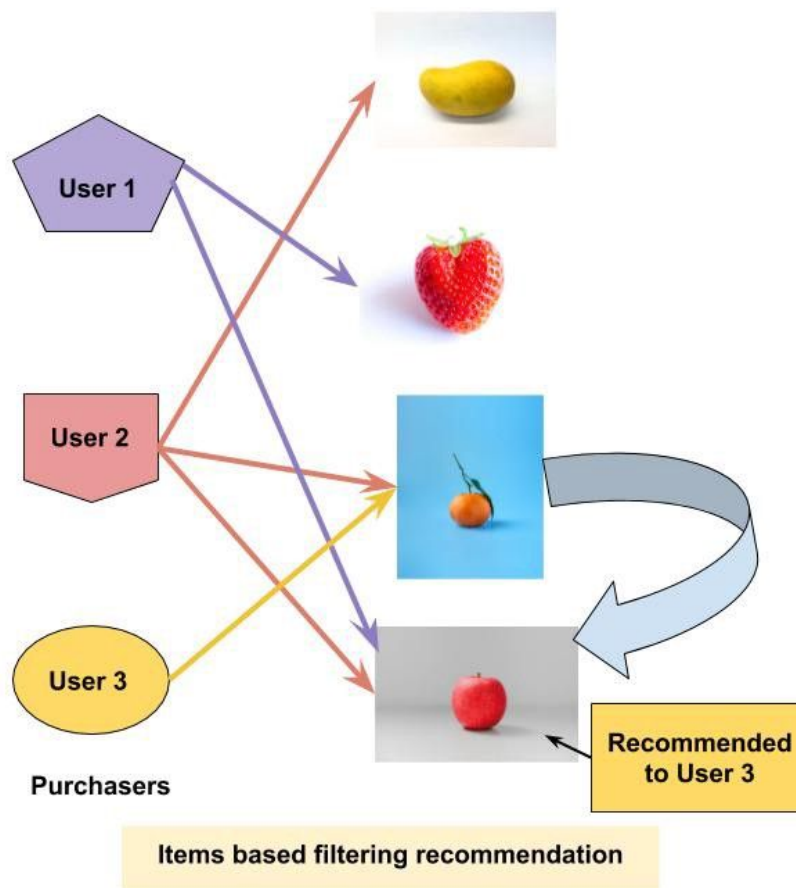 User 1
User 2
User 3
Purchasers
Recommended
to User 3
Items based filtering recommendation